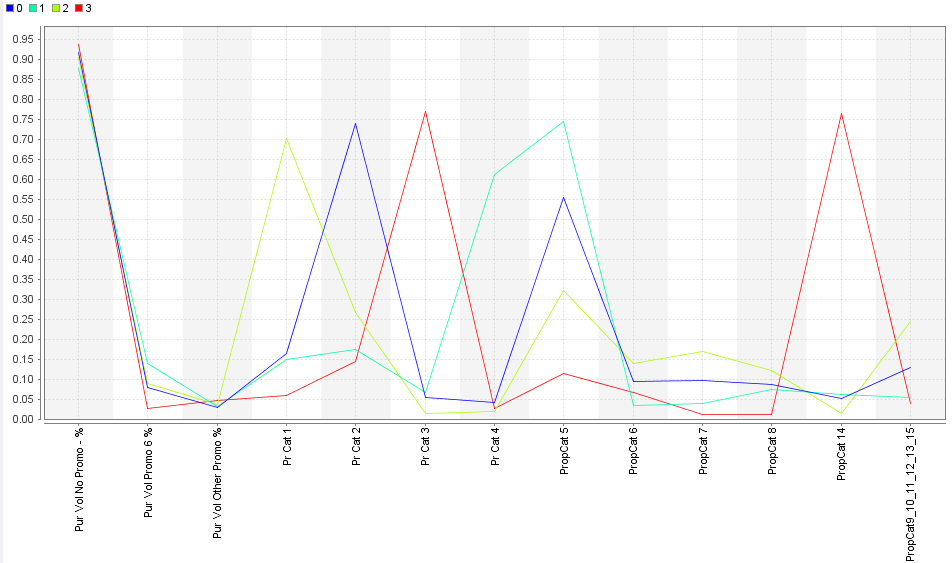 0 1 2 3
0.95
0.90
0.85
0.80
0.75
0.70
0.65
0.60
0.55
0.50
0.45
0.40
0.35
0.30
0.25
0.20
0.15
0.10
0.05
0.00
Pur Vol No Promo - %
Pur Vol Promo 6 %
Pur Vol Other Promo %
Pr Cat 1
Pr Cat 2
Pr Cat 3
Pr Cat 4
PropCat 5
PropCat 6
PropCat 7
PropCat 8
PropCat 14
PropCat9_10_11_12_13_15